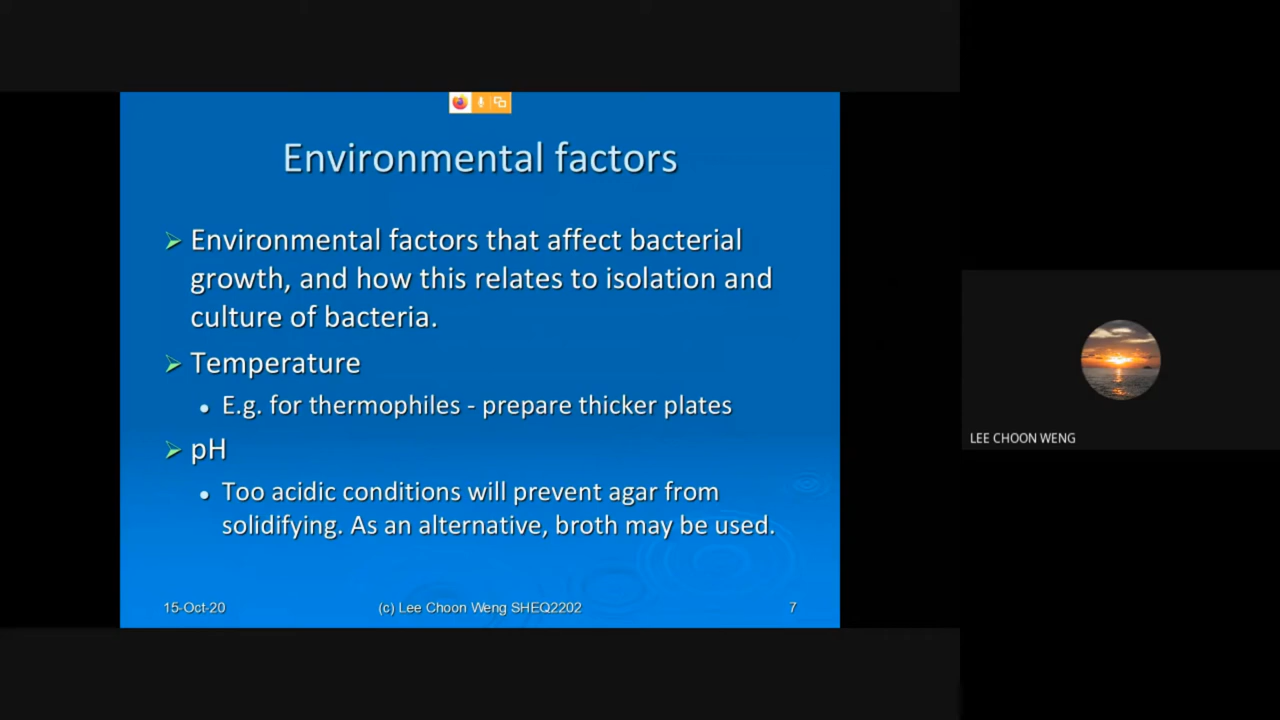 Environmental factors
➢ Environmental factors that affect bacterial
growth, and how this relates to isolation and
culture of bacteria.
➢ Temperature
• E.g. for thermophiles - prepare thicker plates
➢ pH
• Too acidic conditions will prevent agar from
solidifying. As an alternative, broth may be used.
15-Oct-20 (c) Lee Choon Weng SHEQ2202 7
LEE CHOON WENG